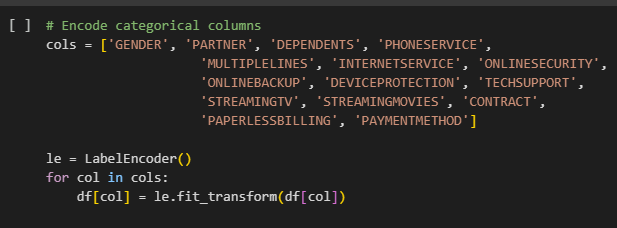 [ ] # Encode categorical columns
cols = ['GENDER', 'PARTNER', 'DEPENDENTS', 'PHONESERVICE',
'MULTIPLELINES', 'INTERNETSERVICE', 'ONLINESECURITY',
'ONLINEBACKUP', 'DEVICEPROTECTION', 'TECHSUPPORT',
'STREAMINGTV', 'STREAMINGMOVIES', 'CONTRACT',
'PAPERLESSBILLING', 'PAYMENTMETHOD']
le = LabelEncoder()
for col in cols:
df[col] = le.fit_transform(df[col])